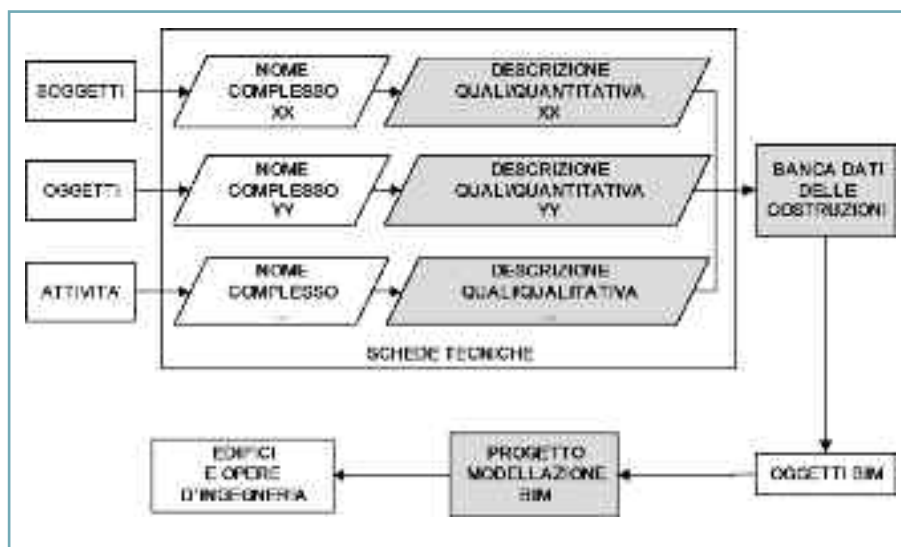 SOGGETTI
NOME
COMPLESSO
XX
DESCRIZIONE
QUALI/QUANTITATIVA
XX
OGGETTI
NOME
COMPLESSO
YY
DESCRIZIONE
QUALI/QUANTITATIVA
YY
BANCA DATI
DELLE
COSTRUZIONI
ATTIVITA'
NOME
COMPLESSO
...
DESCRIZIONE
QUALI/QUALITATIVA
...
SCHEDE TECNICHE
EDIFICI
E OPERE
D'INGEGNERIA
PROGETTO
MODELLAZIONE
BIM
OGGETTI BIM